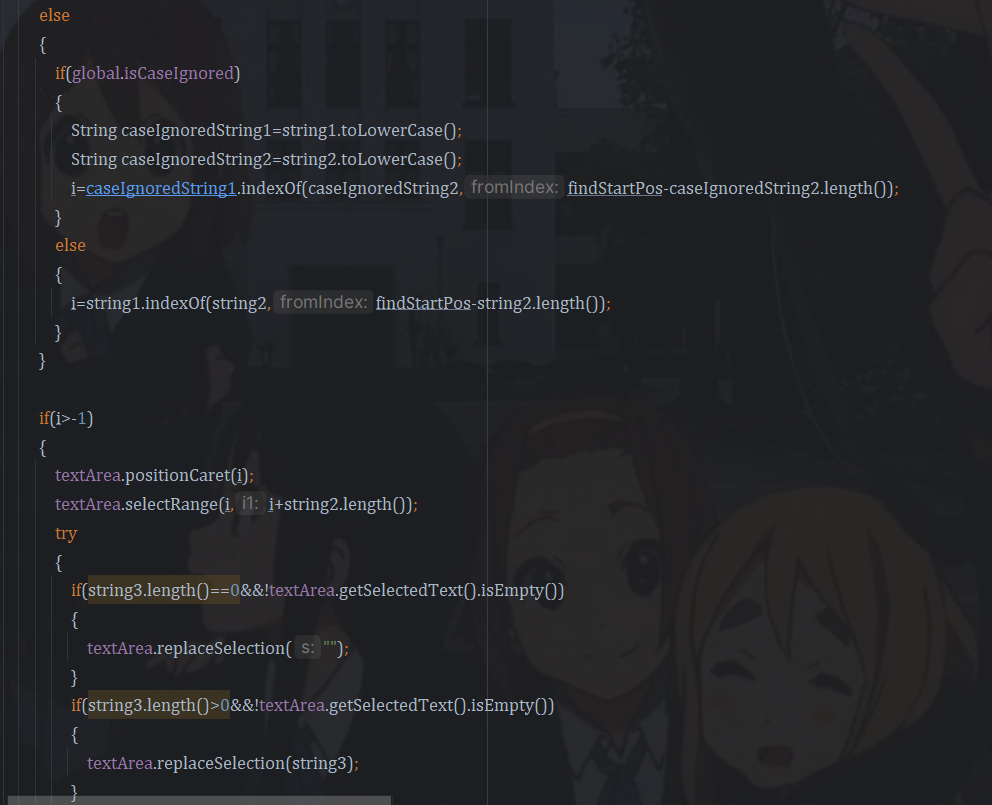 else
{
if(global.isCaseIgnored)
{
String caseIgnoredString1=string1.toLowerCase();
String caseIgnoredString2=string2.toLowerCase();
i=caseIgnoredString1.indexOf(caseIgnoredString2, fromIndex: findStartPos-caseIgnoredString2.length());
}
else
{
i=string1.indexOf(string2, fromIndex: findStartPos-string2.length());
}
}
if(i>-1)
{
textArea.positionCaret(i);
textArea.selectRange(i, i1: i+string2.length());
try
{
if(string3.length()==0&&!textArea.getSelectedText().isEmpty())
{
textArea.replaceSelection( s: "");
}
if(string3.length()>0&&!textArea.getSelectedText().isEmpty())
{
textArea.replaceSelection(string3);
}